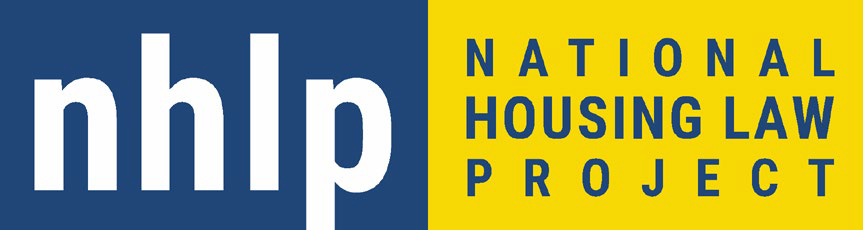 nhlp
NATIONAL
HOUSING LAW
PROJECT